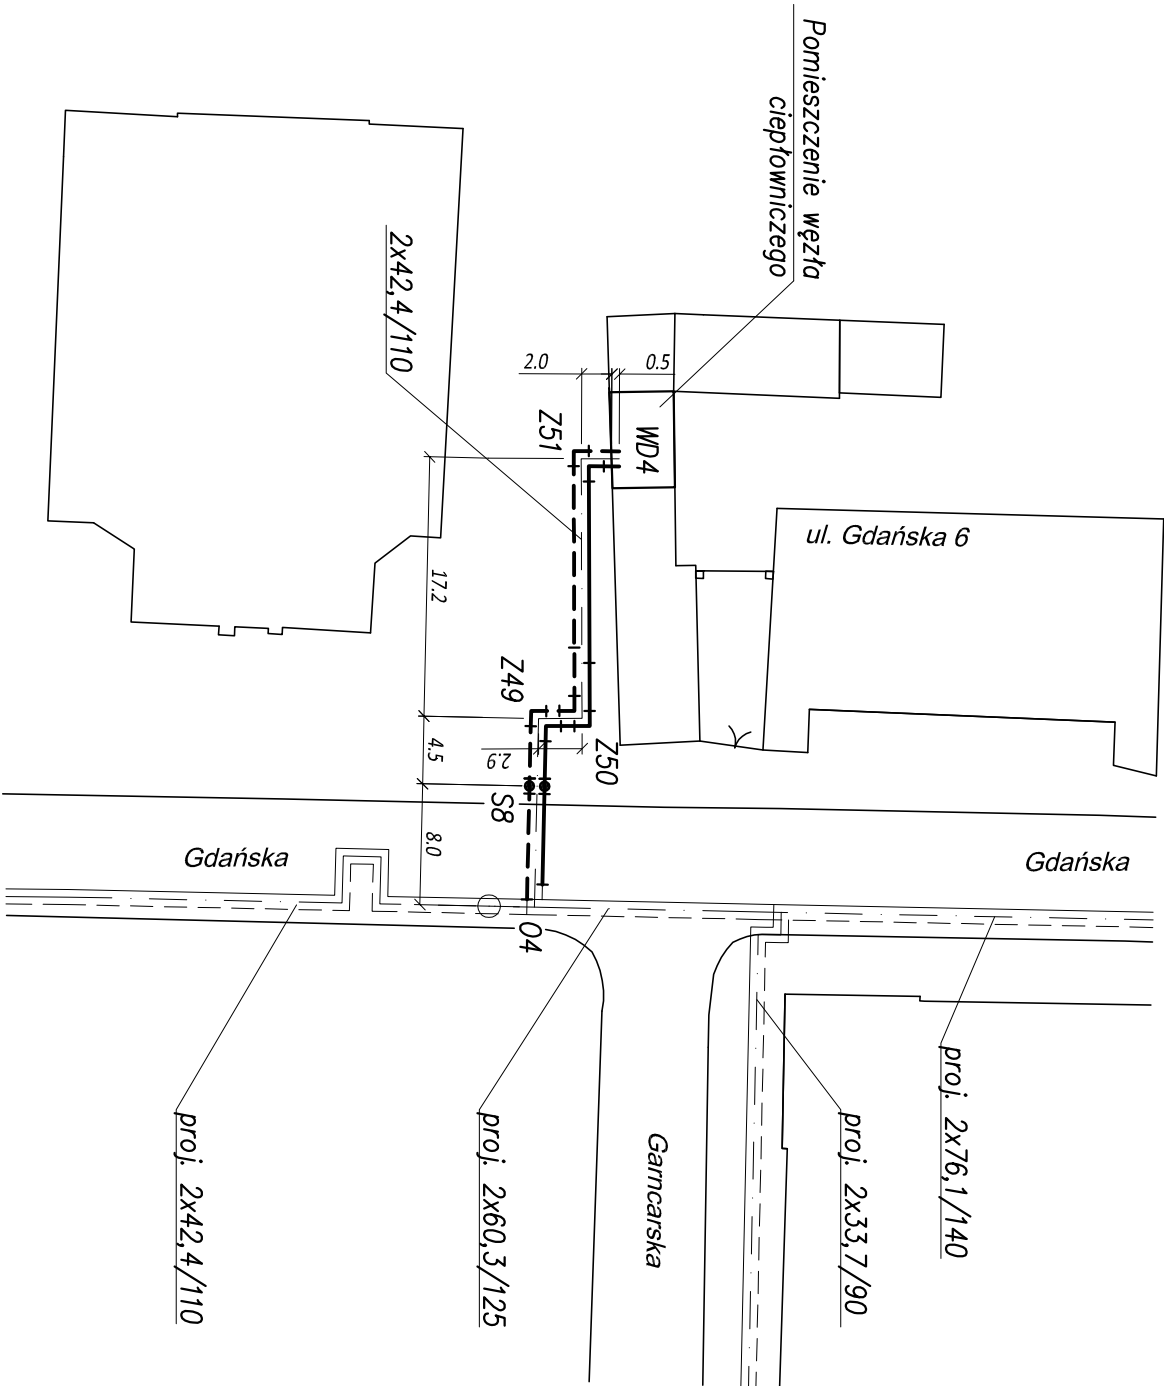 Pomieszczenie węzła
ciepłowniczego
2x42,4/110
2.0
0.5
Z51
WD4
ul. Gdańska 6
17.2
Z49
4.5
2.9
Z50
S8
8.0
Gdańska
Gdańska
O4
proj. 2x76,1/140
proj. 2x33,7/90
Garncarska
proj. 2x60,3/125
proj. 2x42,4/110